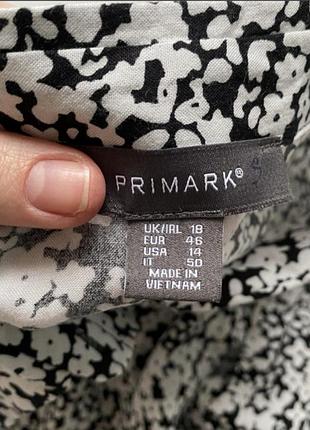 PRIMARK®
UK/IRL 18
EUR 46
USA 14
IT 50
MADE IN
VIETNAM